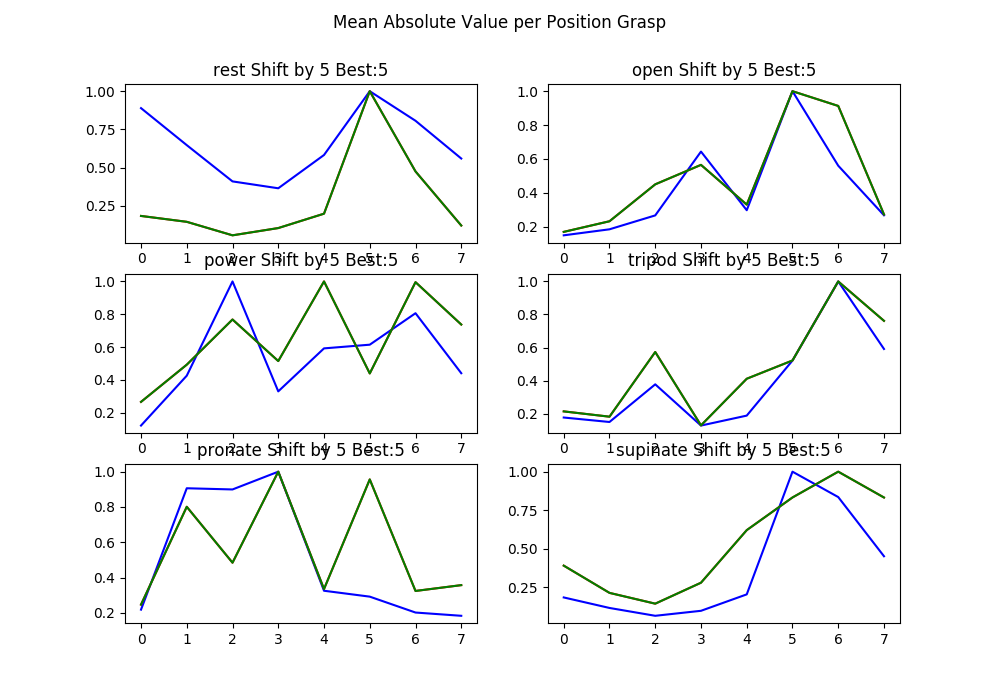 Mean Absolute Value per Position Grasp
rest Shift by 5 Best:5
open Shift by 5 Best:5
1.00
0.75
0.50
0.25
0 1 2 3 4 5 6 7
1.0
0.8
0.6
0.4
0.2
0 1 2 3 4 5 6 7
power Shift by 5 Best:5
tripod Shift by 5 Best:5
1.0
0.8
0.6
0.4
0.2
0 1 2 3 4 5 6 7
1.0
0.8
0.6
0.4
0.2
0 1 2 3 4 5 6 7
pronate Shift by 5 Best:5
supinate Shift by 5 Best:5
1.0
0.8
0.6
0.4
0.2
0 1 2 3 4 5 6 7
1.00
0.75
0.50
0.25
0 1 2 3 4 5 6 7